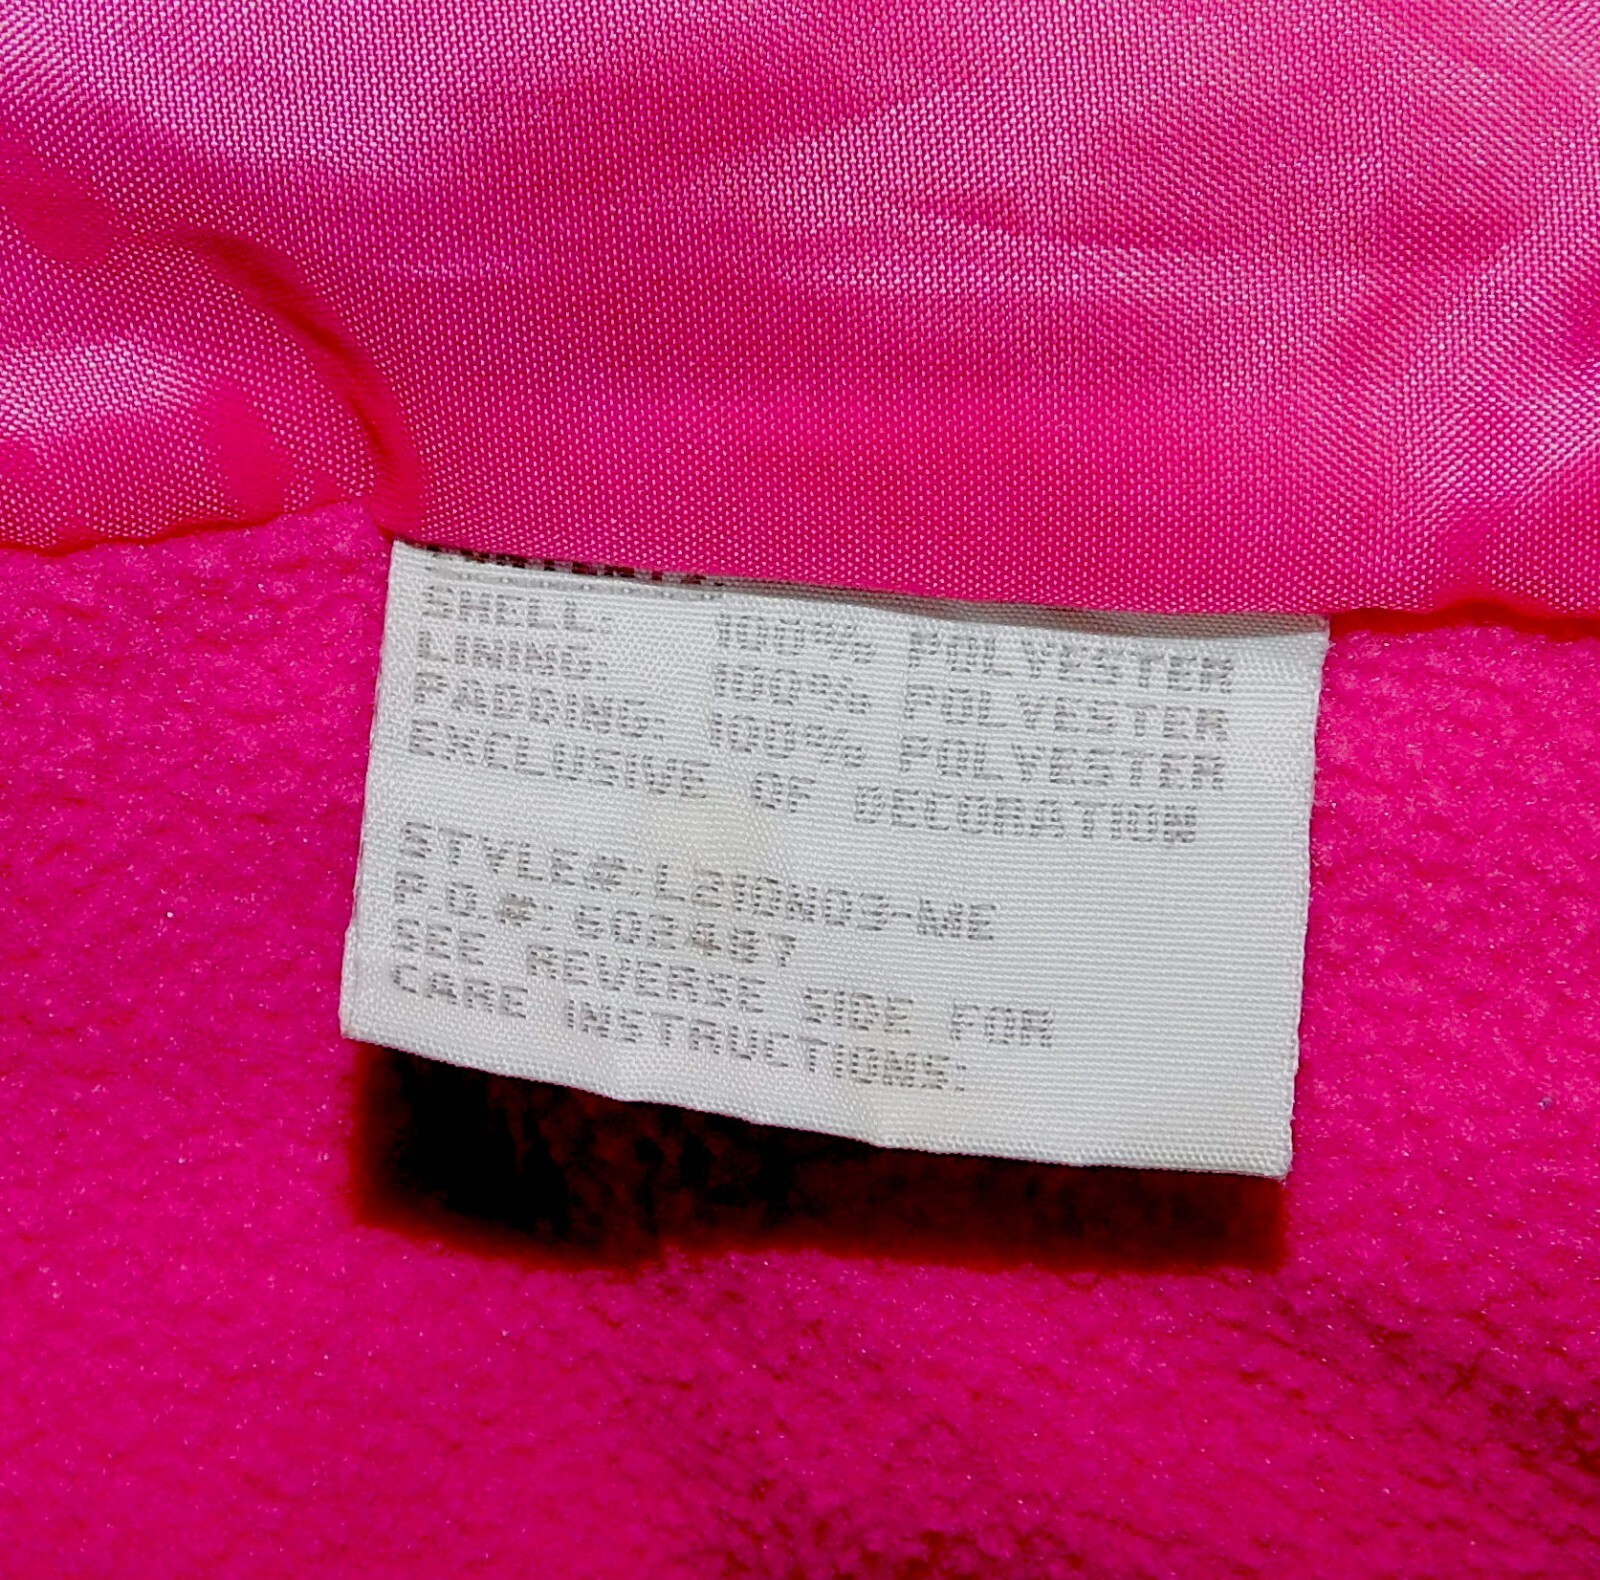 SHELL: 100% POLYESTER
LINING: 100% POLYESTER
PADDING: 100% POLYESTER
EXCLUSIVE OF DECORATION
STYLE#:L210N03-ME
P.O.#:602487
SEE REVERSE SIDE FOR
CARE INSTRUCTIONS: